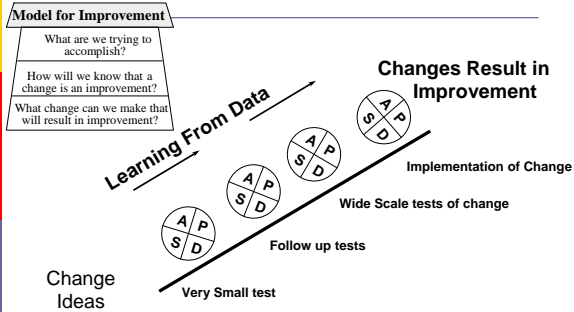 Model for Improvement
What are we trying to
accomplish?
How will we know that a
change is an improvement?
What change can we make that
will result in improvement?
Learning From Data
Changes Result in
Improvement
A P
S D
A P
S D
A P
S D
A P
S D
Implementation of Change
Wide Scale tests of change
Follow up tests
Very Small test
Change
Ideas